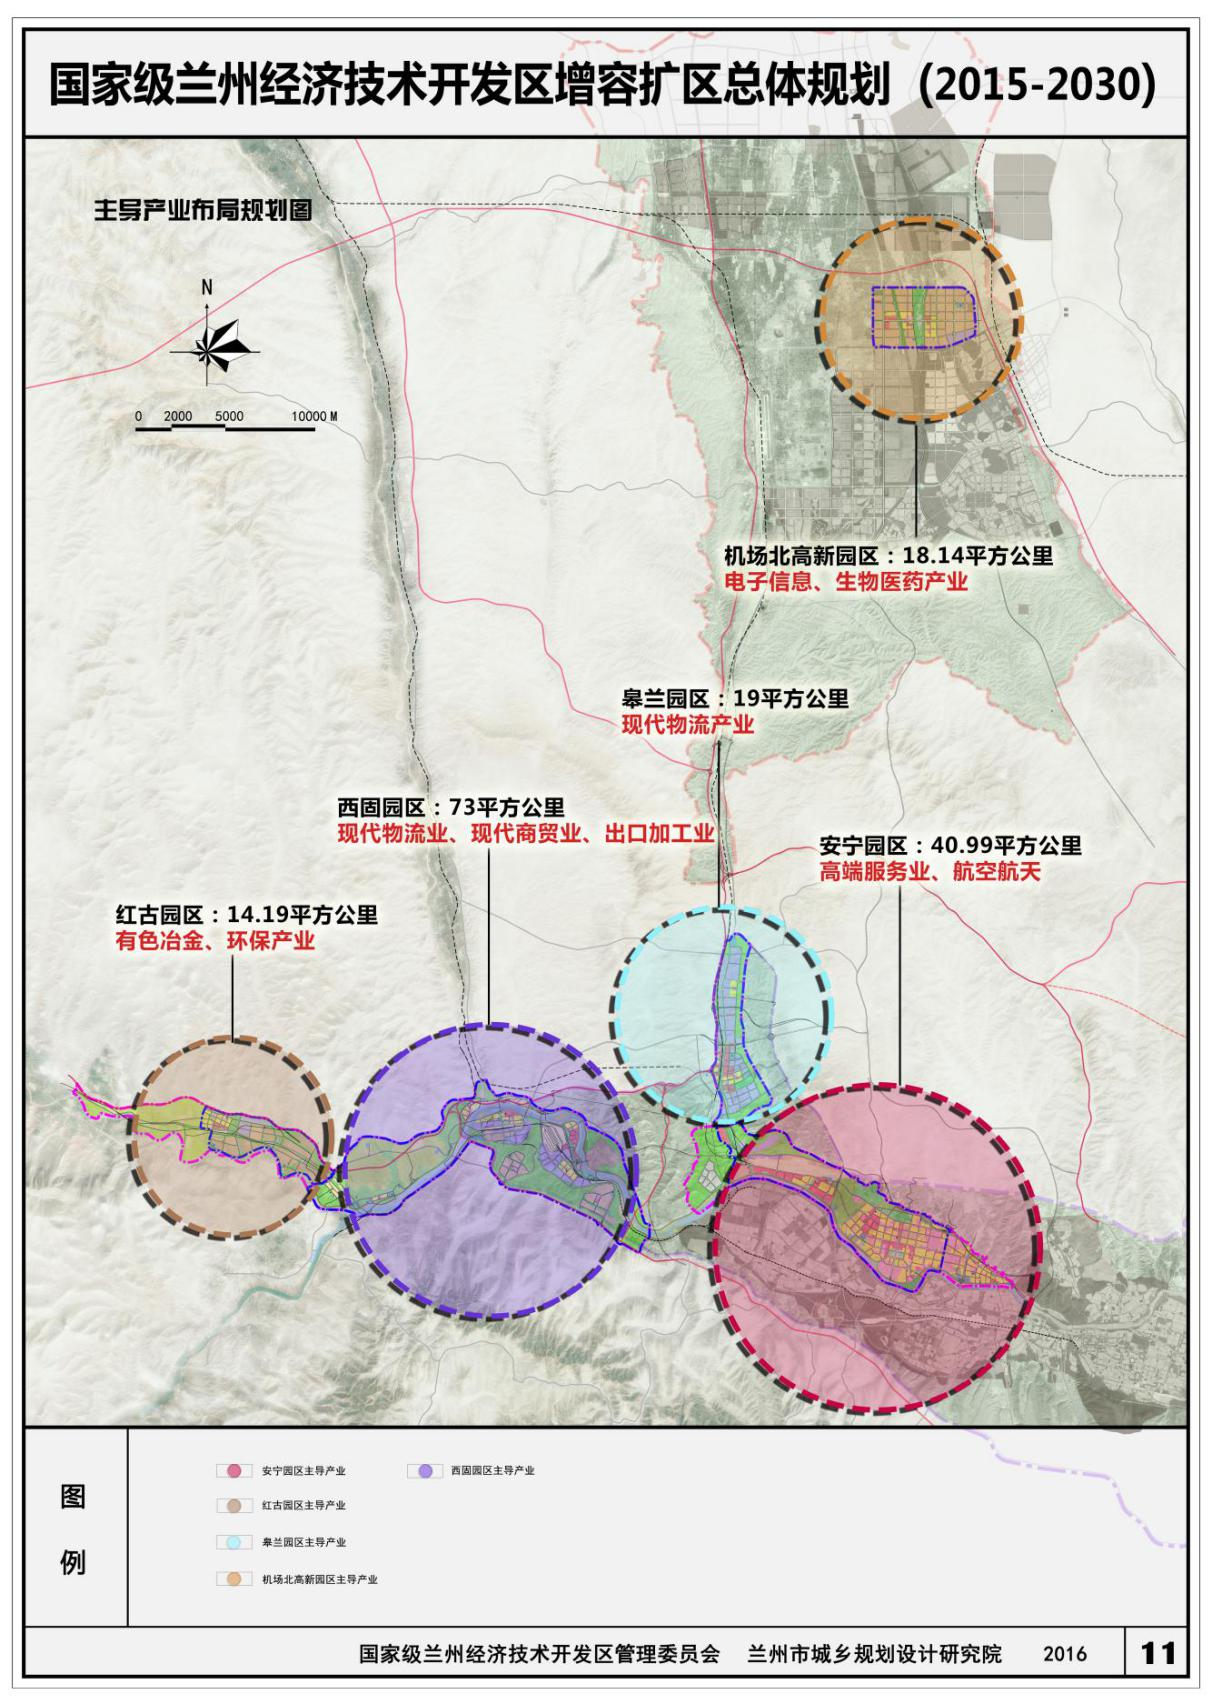 国家级兰州经济技术开发区增容扩区总体规划（2015-2030）
主导产业布局规划图
N
0 2000 5000 10000 M
机场北高新园区：18.14平方公里
电子信息、生物医药产业
皋兰园区：19平方公里
现代物流产业
西固园区：73平方公里
现代物流业、现代商贸业、出口加工业
安宁园区：40.99平方公里
高端服务业、航空航天
红古园区：14.19平方公里
有色冶金、环保产业
图例
安宁园区主导产业
西固园区主导产业
红古园区主导产业
皋兰园区主导产业
机场北高新园区主导产业
国家级兰州经济技术开发区管理委员会 兰州市城乡规划设计研究院 2016 11